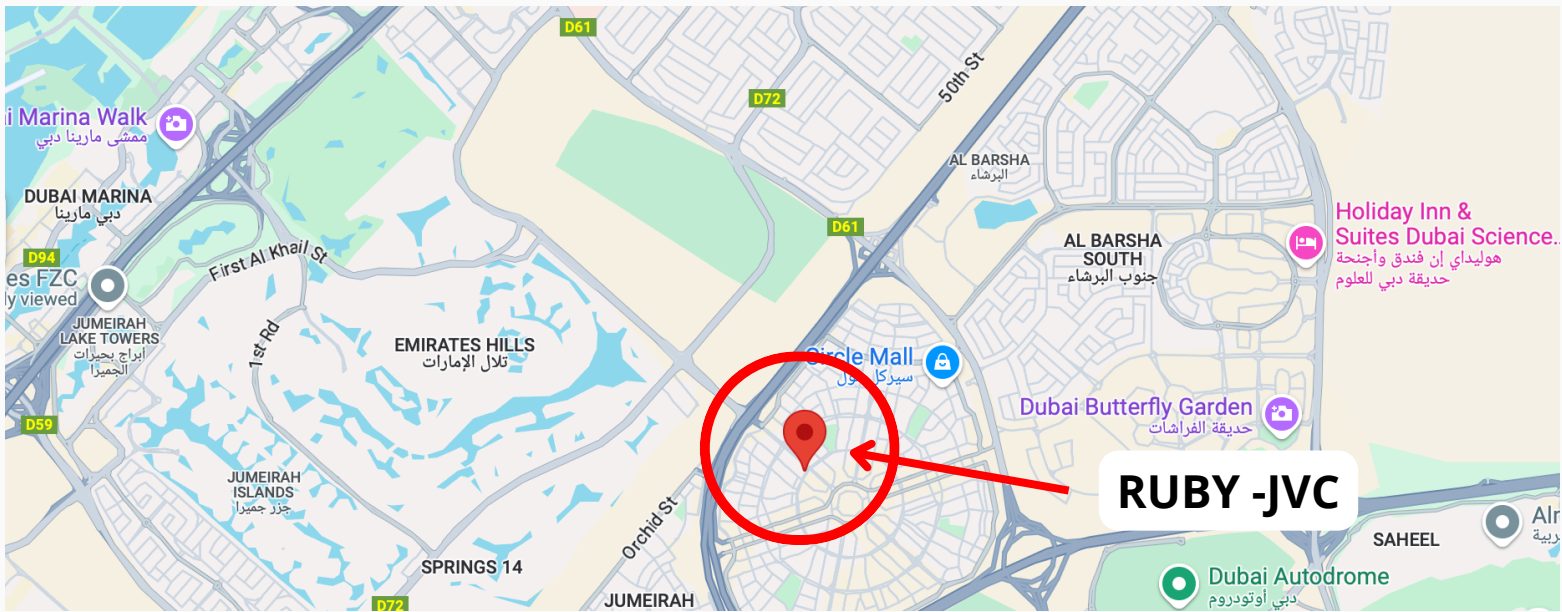 D61
50th St
D72
ai Marina Walk
ممشى مارينا دبي
AL BARSHA
البرشاء
DUBAI MARINA
دبي مارينا
Holiday Inn &
Suites Dubai Science..
هوليداي إن فندق وأجنحة
حديقة دبي للعلوم
D61
AL BARSHA
SOUTH
جنوب البرشاء
First Al Khail St
D94
es FZC
ly viewed
JUMEIRAH
LAKE TOWERS
أبراج بحيرات
الجميرا
1st Rd
EMIRATES HILLS
تلال الإمارات
Circle Mall
سيركل مول
D59
Dubai Butterfly Garden
حديقة الفراشات
JUMEIRAH
ISLANDS
جزر جميرا
RUBY -JVC
Orchid St
SAHEEL
SPRINGS 14
Dubai Autodrome
دبي أوتودروم
D72
JUMEIRAH